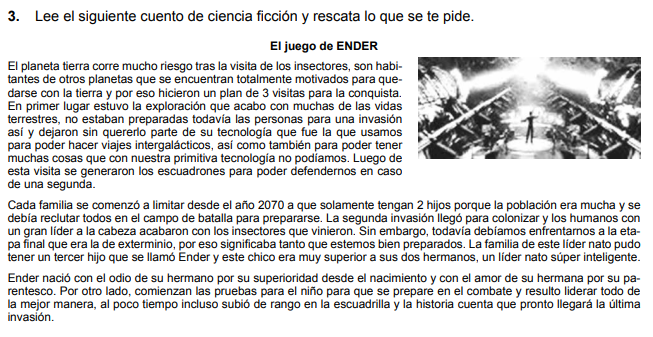 3. Lee el siguiente cuento de ciencia ficción y rescata lo que se te pide.
El juego de ENDER
El planeta tierra corre mucho riesgo tras la visita de los insectores, son habi-
tantes de otros planetas que se encuentran totalmente motivados para que-
darse con la tierra y por eso hicieron un plan de 3 visitas para la conquista.
En primer lugar estuvo la exploración que acabo con muchas de las vidas
terrestres, no estaban preparadas todavía las personas para una invasión
así y dejaron sin quererlo parte de su tecnología que fue la que usamos
para poder hacer viajes intergalácticos, así como también para poder tener
muchas cosas que con nuestra primitiva tecnología no podíamos. Luego de
esta visita se generaron los escuadrones para poder defendernos en caso
de una segunda.
Cada familia se comenzó a limitar desde el año 2070 a que solamente tengan 2 hijos porque la población era mucha y se
debía reclutar todos en el campo de batalla para prepararse. La segunda invasión llegó para colonizar y los humanos con
un gran líder a la cabeza acabaron con los insectores que vinieron. Sin embargo, todavía debíamos enfrentarnos a la eta-
pa final que era la de exterminio, por eso significaba tanto que estemos bien preparados. La familia de este líder nato pudo
tener un tercer hijo que se llamó Ender y este chico era muy superior a sus dos hermanos, un líder nato súper inteligente.
Ender nació con el odio de su hermano por su superioridad desde el nacimiento y con el amor de su hermana por su pa-
rentesco. Por otro lado, comienzan las pruebas para el niño para que se prepare en el combate y resulto liderar todo de
la mejor manera, al poco tiempo incluso subió de rango en la escuadrilla y la historia cuenta que pronto llegará la última
invasión.